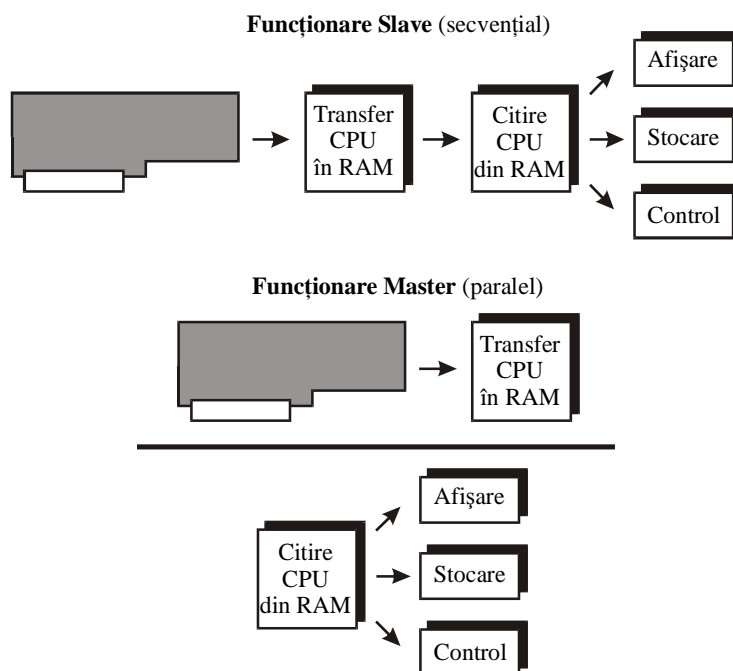 Funcționare Slave (secvențial)
Transfer
CPU
în RAM
Citire
CPU
din RAM
Afişare
Stocare
Control
Funcționare Master (paralel)
Transfer
CPU
în RAM
Citire
CPU
din RAM
Afişare
Stocare
Control